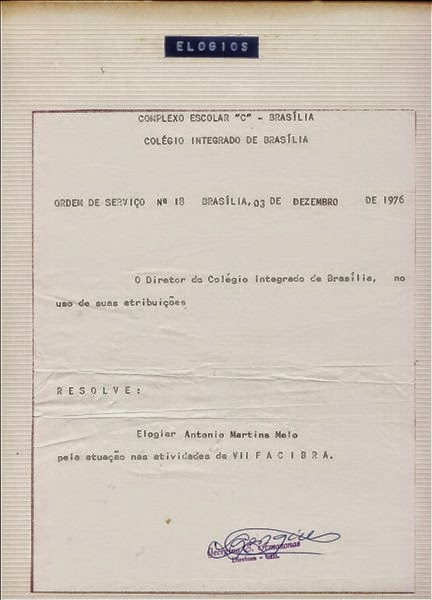 ELOGIOS
COMPLEXO ESCOLAR "C" - BRASÍLIA
COLÉGIO INTEGRADO DE BRASÍLIA
ORDEM DE SERVIÇO Nº 18 BRASÍLIA, 03 DE DEZEMBRO DE 1976
O Diretor do Colégio Integrado de Brasília, no
uso de suas atribuições
RESOLVE:
Elogiar Antonio Martins Melo
pela atuação nas atividades da VII FACIBRA.